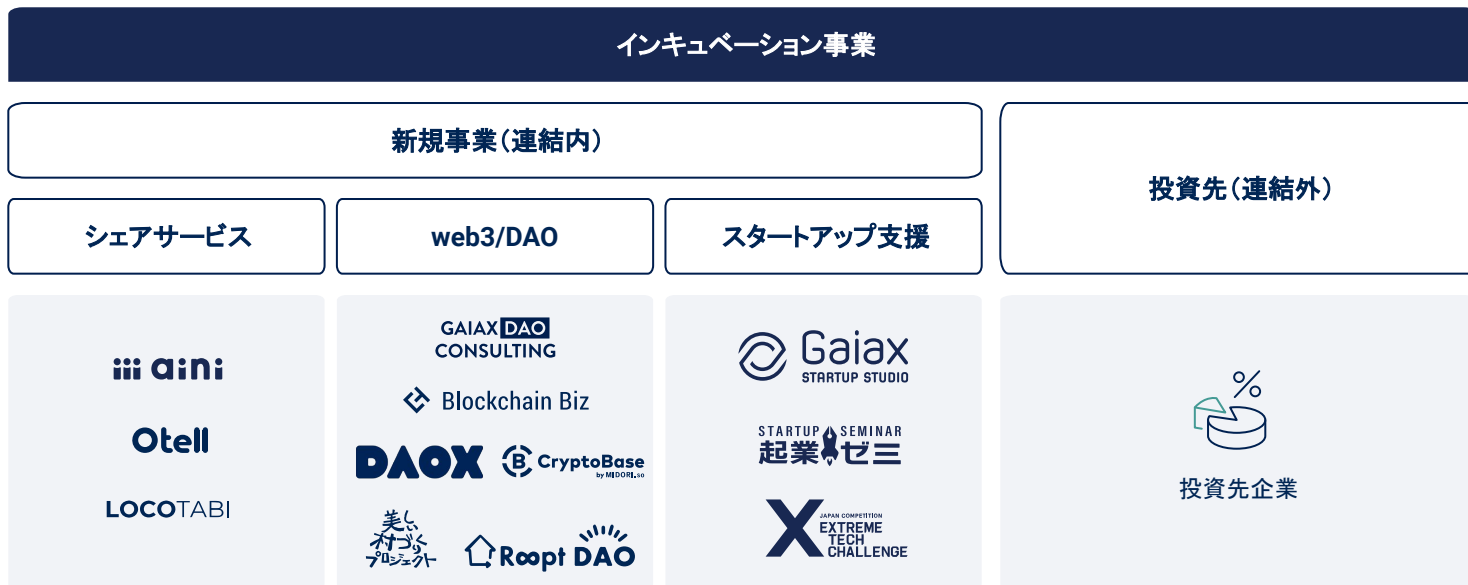 インキュベーション事業
新規事業（連結内）
投資先（連結外）
シェアサービス
web3/DAO
スタートアップ支援
aini
Otell
LOCOTABI
GAIAX DAO
CONSULTING
Blockchain Biz
DAOX
CryptoBase
by MIDORI.so
美しい
村づくり
プロジェクト
Roopt DAO
Gaiax
STARTUP STUDIO
STARTUP SEMINAR
起業ゼミ
X
JAPAN COMPETITION
EXTREME
TECH
CHALLENGE
%
投資先企業